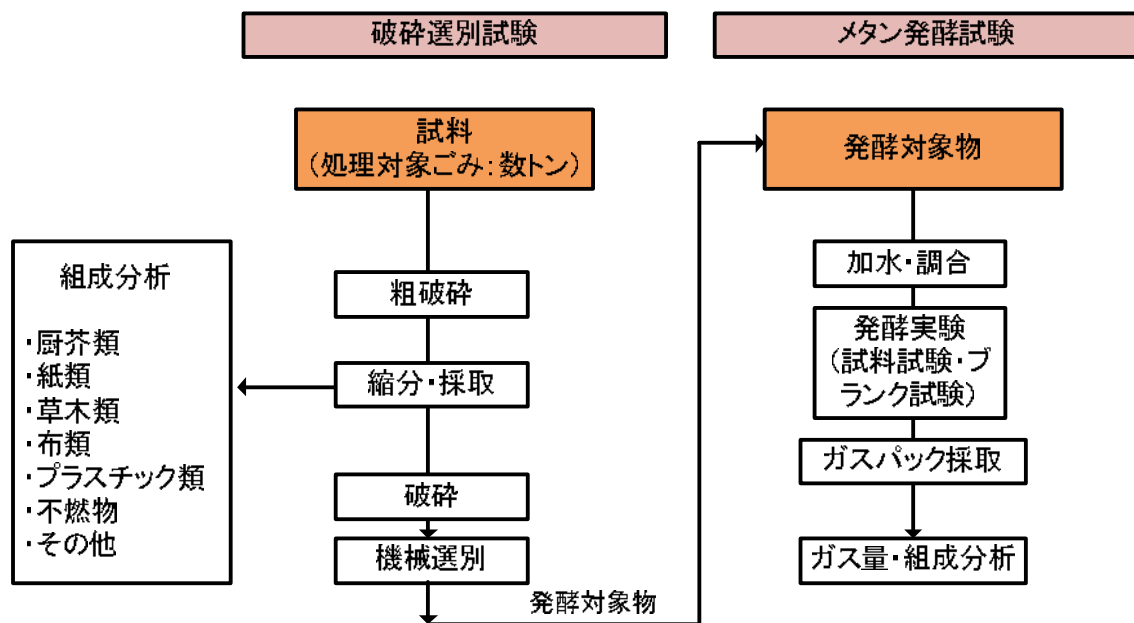 破砕選別試験
メタン発酵試験
試料
（処理対象ごみ：数トン）
発酵対象物
組成分析
・厨芥類
・紙類
・草木類
・布類
・プラスチック類
・不燃物
・その他
粗破砕
縮分・採取
破砕
機械選別
発酵対象物
加水・調合
発酵実験
（試料試験・ブ
ランク試験）
ガスパック採取
ガス量・組成分析